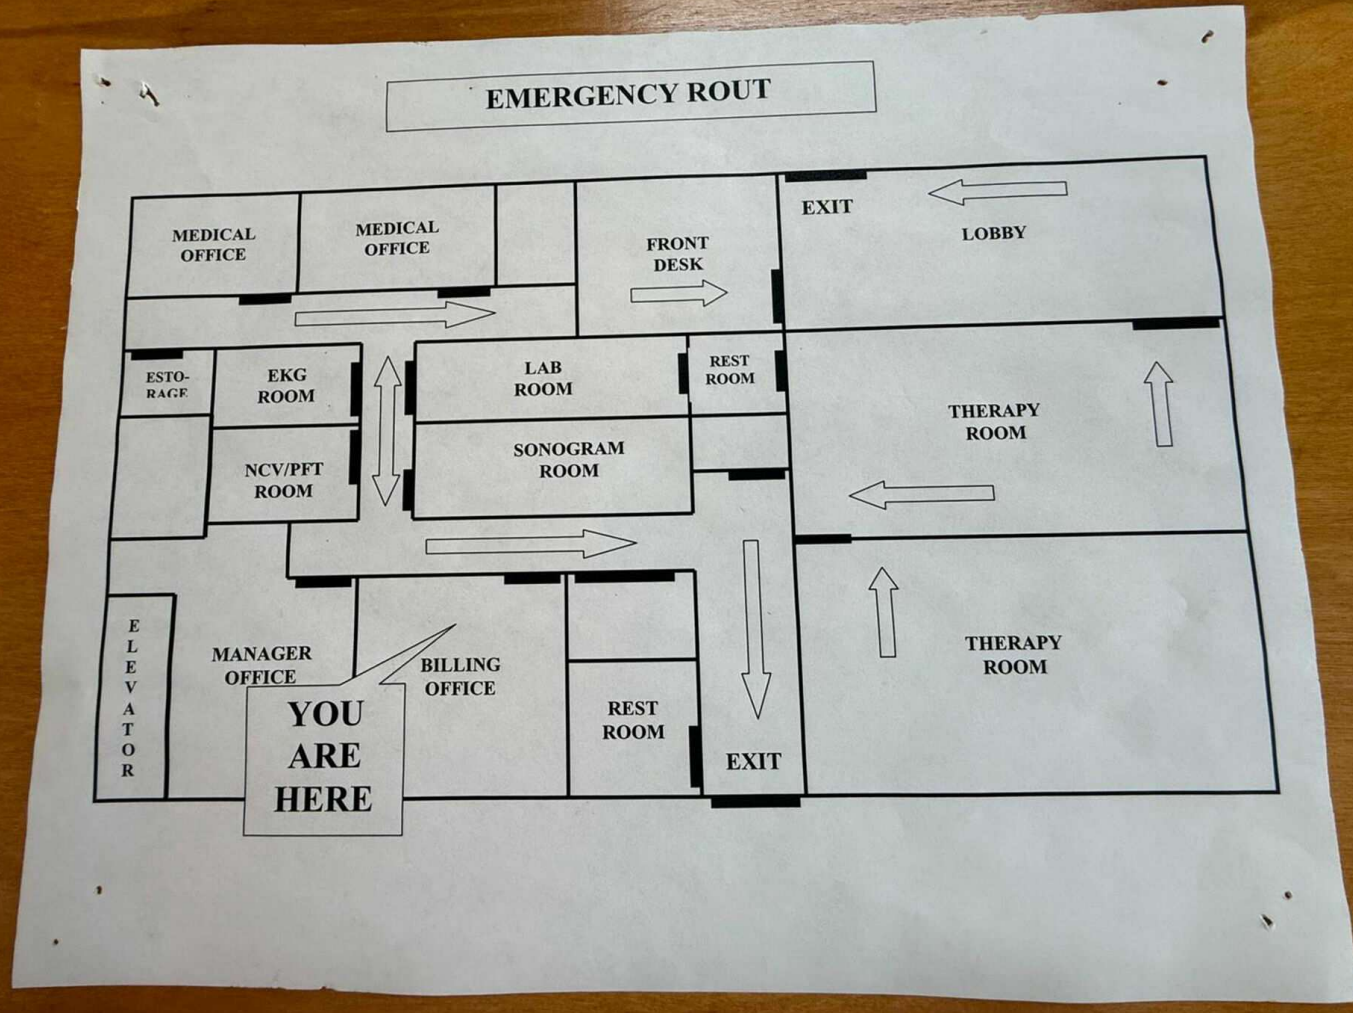 EMERGENCY ROUT
MEDICAL
OFFICE
MEDICAL
OFFICE
FRONT
DESK
EXIT
LOBBY
ESTO-
RAGE
EKG
ROOM
LAB
ROOM
REST
ROOM
THERAPY
ROOM
NCV/PFT
ROOM
SONOGRAM
ROOM
ELEVATOR
MANAGER
OFFICE
BILLING
OFFICE
YOU
ARE
HERE
REST
ROOM
EXIT
THERAPY
ROOM